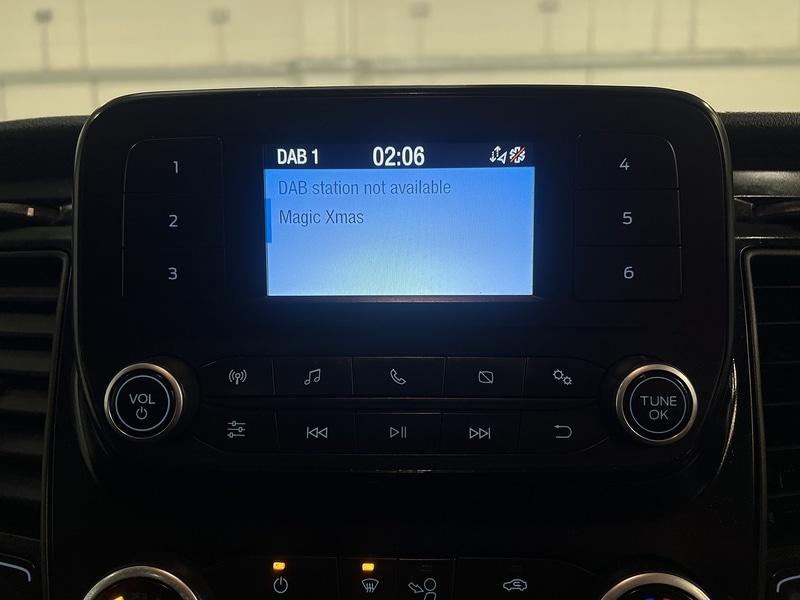 DAB 1 02:06
DAB station not available
Magic Xmas
1
2
3
4
5
6
VOL
TUNE
OK